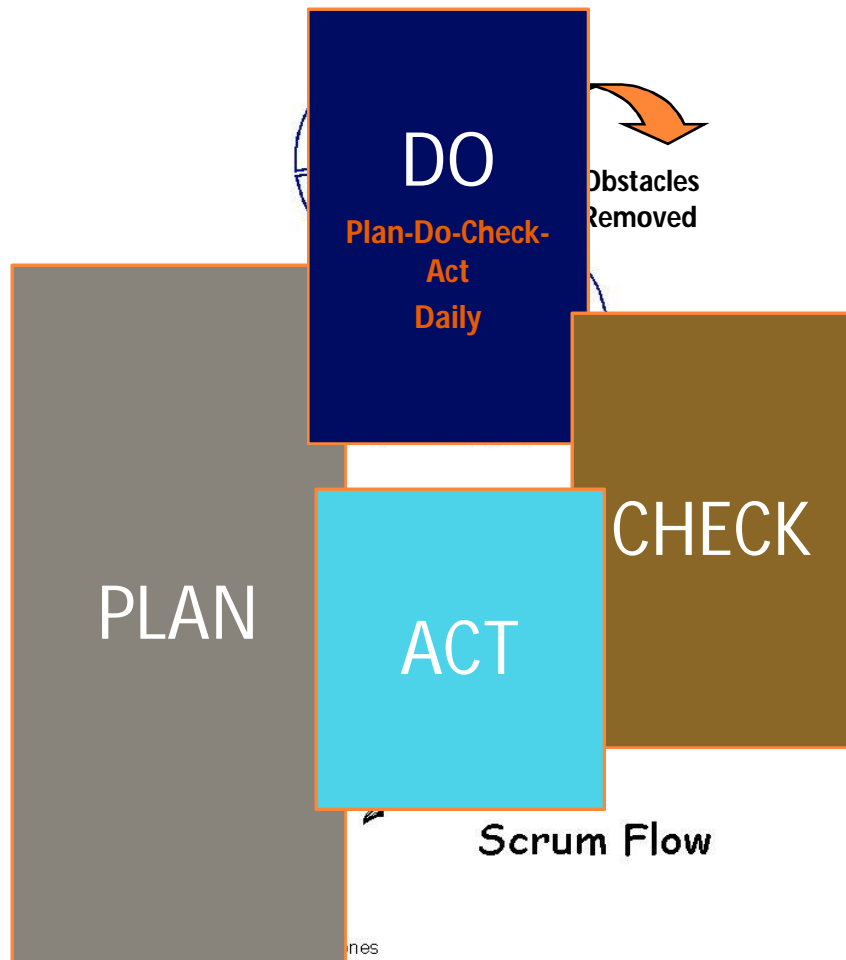 DO
Plan-Do-Check-
Act
Daily
Obstacles
Removed
CHECK
PLAN
ACT
Scrum Flow